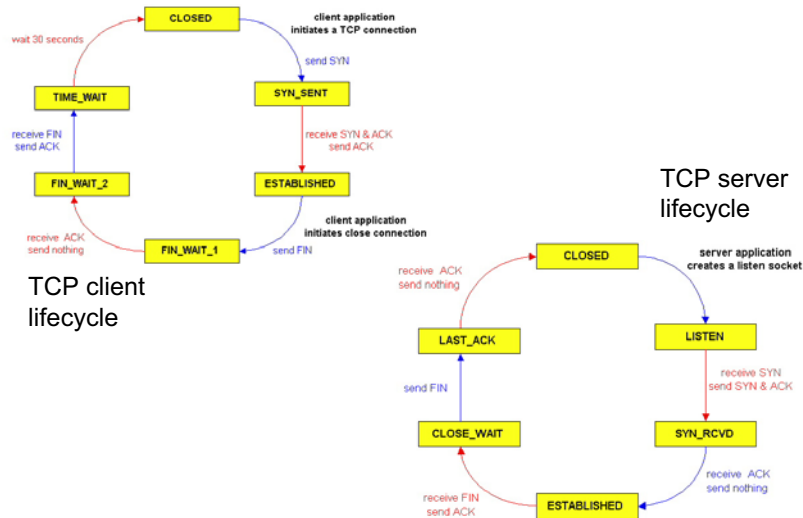 CLOSED
client application
initiates a TCP connection
wait 30 seconds
send SYN
TIME_WAIT
SYN_SENT
receive FIN
send ACK
receive SYN & ACK
send ACK
FIN_WAIT_2
ESTABLISHED
client application
initiates close connection
receive ACK
send nothing
FIN_WAIT_1
send FIN
TCP client
lifecycle
TCP server
lifecycle
CLOSED
server application
creates a listen socket
receive ACK
send nothing
LAST_ACK
LISTEN
send FIN
receive SYN
send SYN & ACK
CLOSE_WAIT
SYN_RCVD
receive FIN
send ACK
receive ACK
send nothing
ESTABLISHED